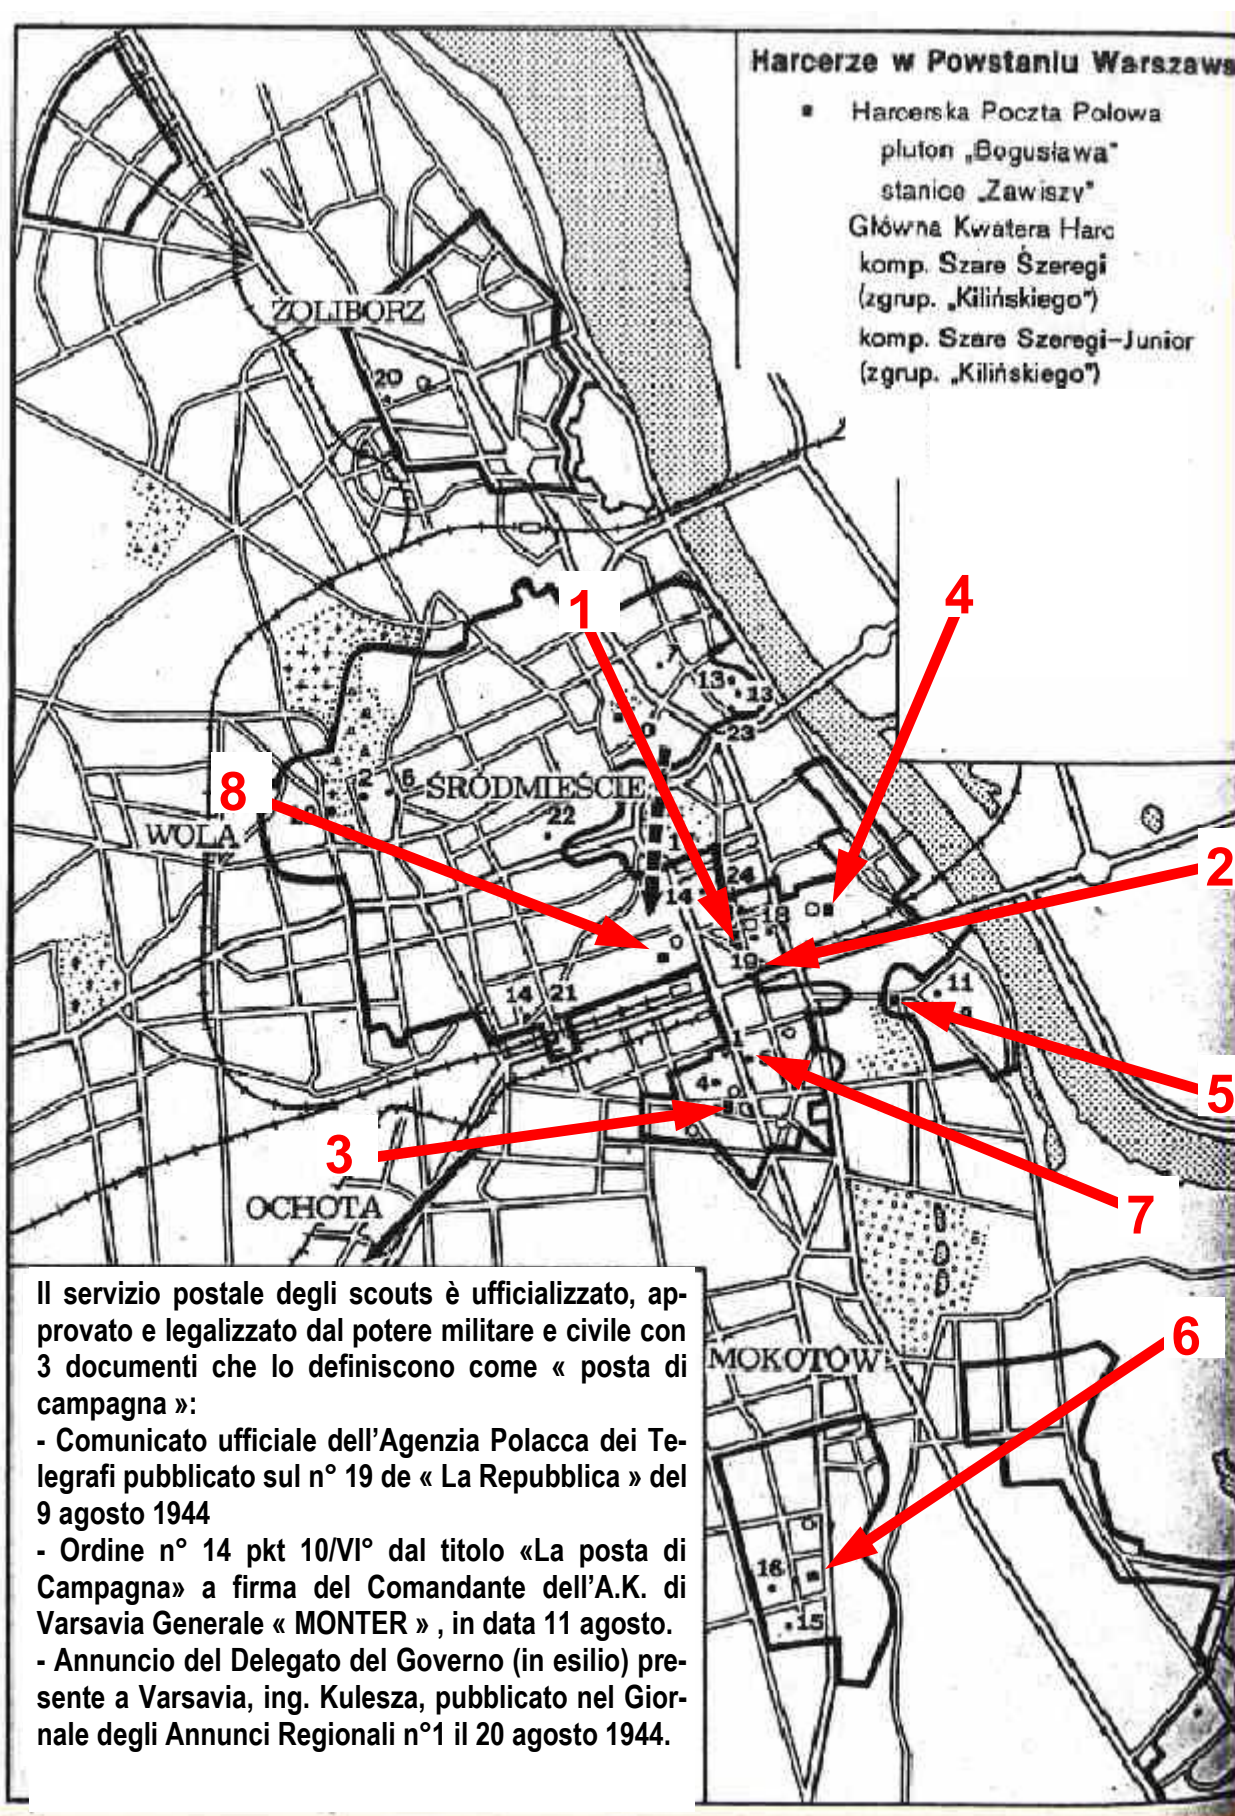 Harcerze w Powstaniu Warszaws
Harcerska Poczta Polowa
pluton „Bogusława"
stanice „Zawiszy"
Główna Kwatera Harc
komp. Szare Szeregi
(zgrup. „Kilińskiego")
komp. Szare Szeregi–Junior
(zgrup. „Kilińskiego")
ŻOLIBORZ
20
1
4
7
13
13
23
8
2
6
ŚRÓDMIEŚCIE
WOLA
22
1
2
24
14
18
19
14
21
11
1
4
5
3
7
OCHOTA
6
MOKOTÓW
16
15
Il servizio postale degli scouts è ufficializzato, ap-
provato e legalizzato dal potere militare e civile con
3 documenti che lo definiscono come « posta di
campagna »:
- Comunicato ufficiale dell'Agenzia Polacca dei Te-
legrafi pubblicato sul n° 19 de « La Repubblica » del
9 agosto 1944
- Ordine n° 14 pkt 10/VI° dal titolo «La posta di
Campagna» a firma del Comandante dell'A.K. di
Varsavia Generale « MONTER » , in data 11 agosto.
- Annuncio del Delegato del Governo (in esilio) pre-
sente a Varsavia, ing. Kulesza, pubblicato nel Gior-
nale degli Annunci Regionali n°1 il 20 agosto 1944.